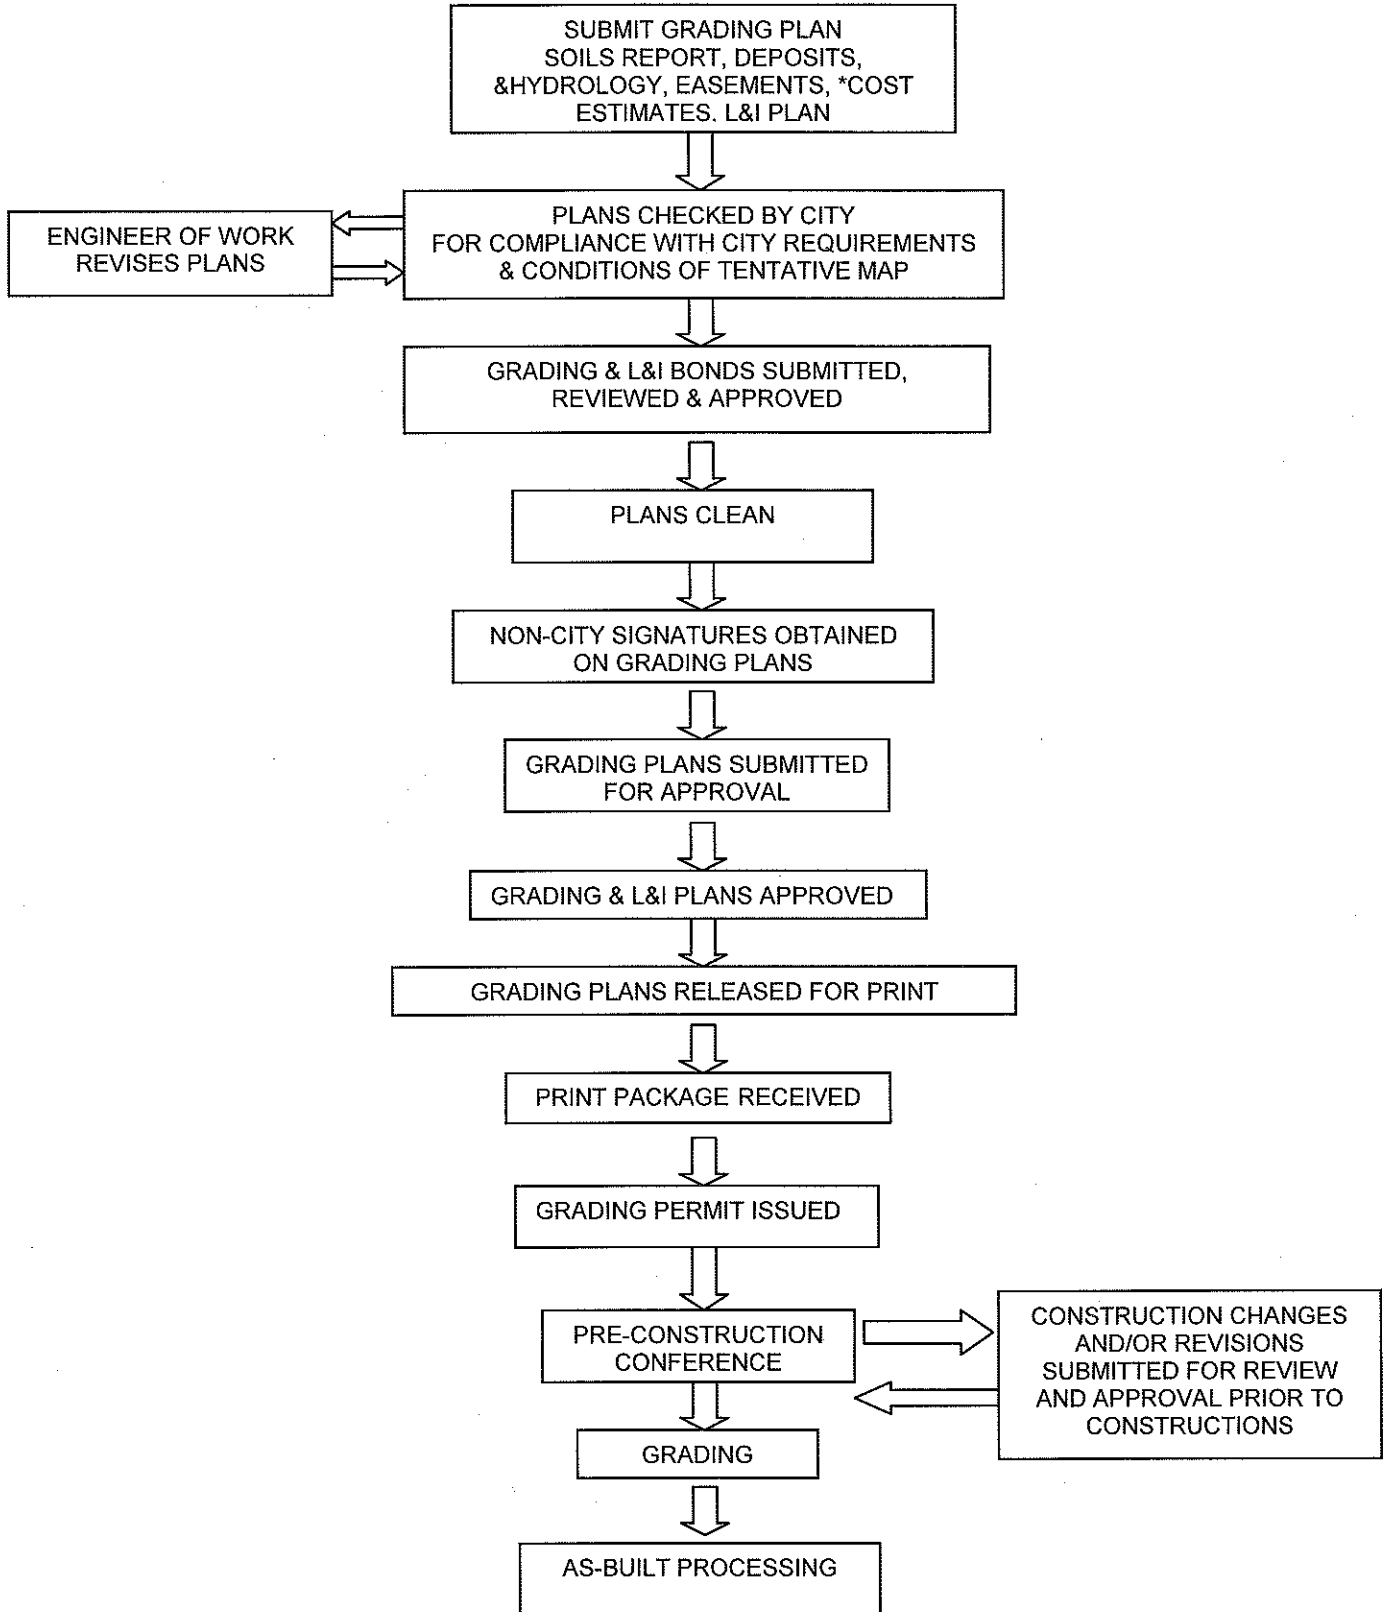 SUBMIT GRADING PLAN
SOILS REPORT, DEPOSITS,
&HYDROLOGY, EASEMENTS, *COST
ESTIMATES. L&I PLAN
ENGINEER OF WORK
REVISES PLANS
PLANS CHECKED BY CITY
FOR COMPLIANCE WITH CITY REQUIREMENTS
& CONDITIONS OF TENTATIVE MAP
GRADING & L&I BONDS SUBMITTED,
REVIEWED & APPROVED
PLANS CLEAN
NON-CITY SIGNATURES OBTAINED
ON GRADING PLANS
GRADING PLANS SUBMITTED
FOR APPROVAL
GRADING & L&I PLANS APPROVED
GRADING PLANS RELEASED FOR PRINT
PRINT PACKAGE RECEIVED
GRADING PERMIT ISSUED
PRE-CONSTRUCTION
CONFERENCE
CONSTRUCTION CHANGES
AND/OR REVISIONS
SUBMITTED FOR REVIEW
AND APPROVAL PRIOR TO
CONSTRUCTIONS
GRADING
AS-BUILT PROCESSING